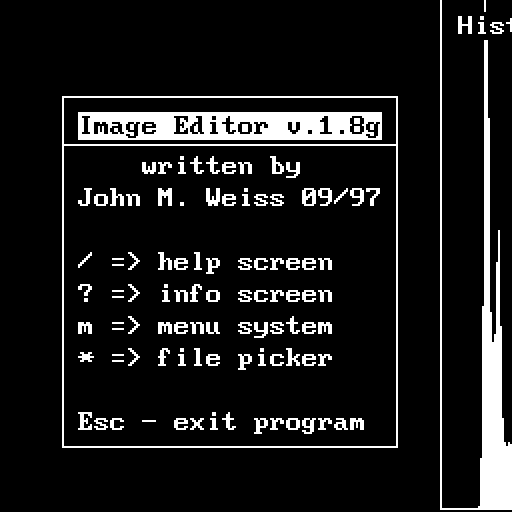 Hist
Image Editor v.1.8g
written by
John M. Weiss 09/97
/ => help screen
? => info screen
m => menu system
* => file picker
Esc - exit program